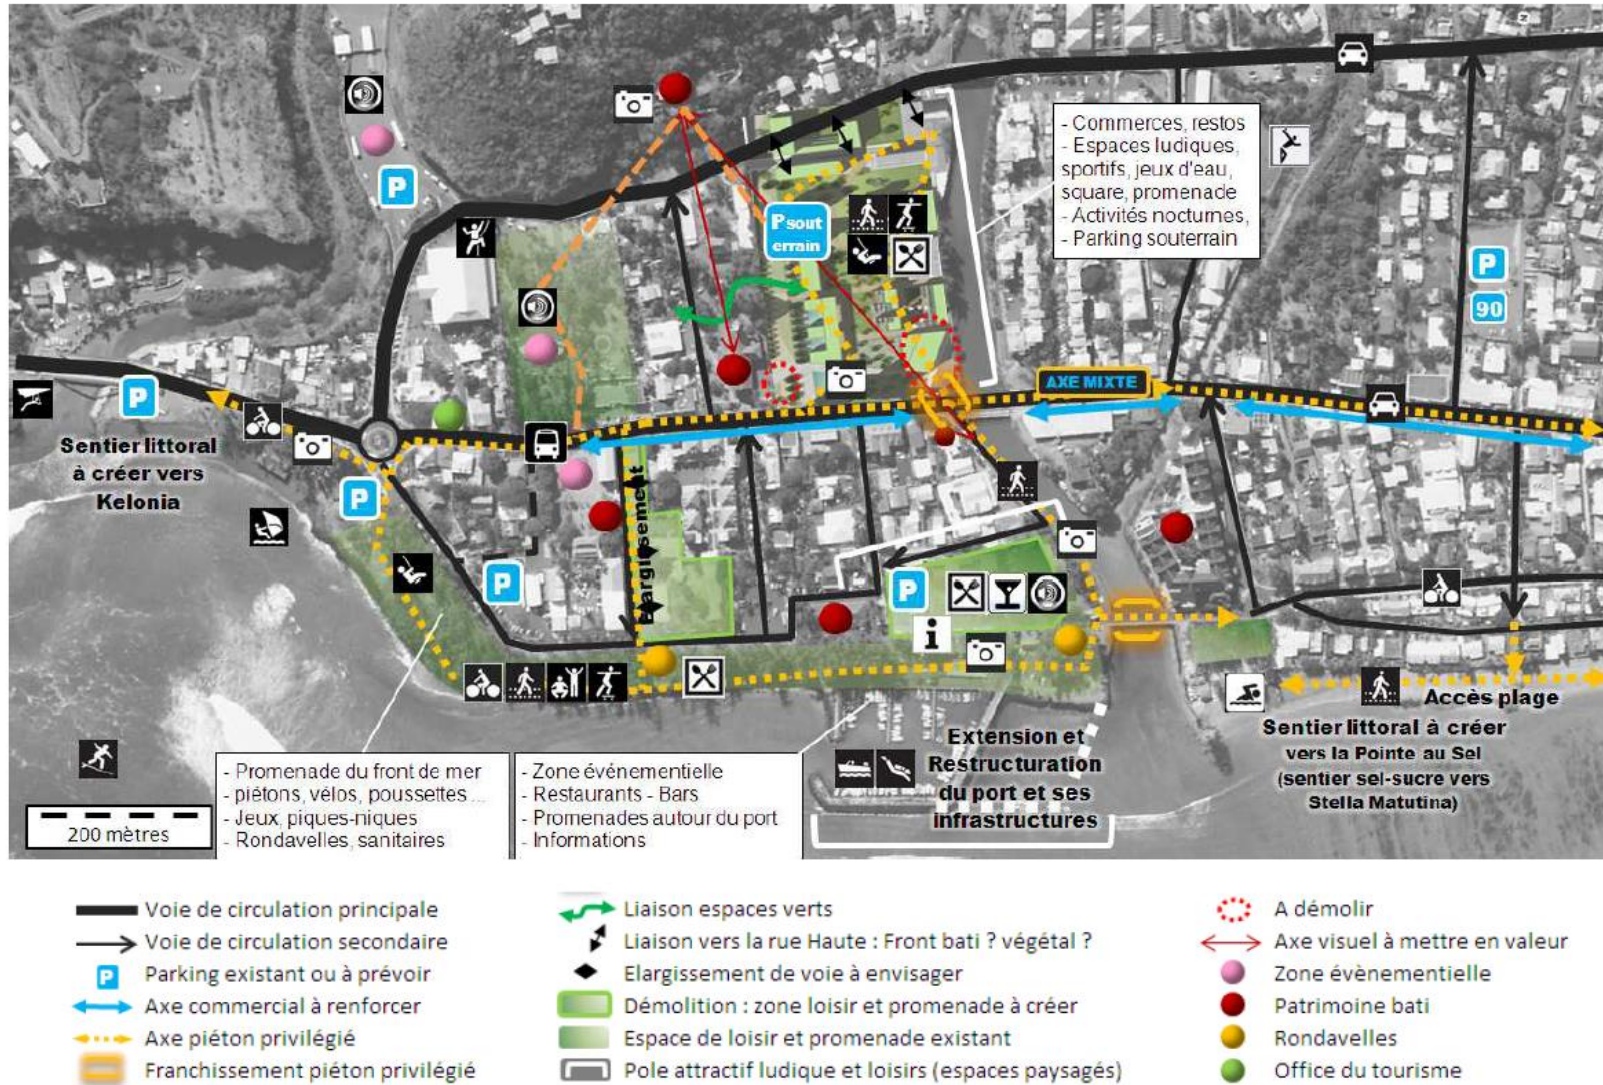 - Commerces, restos
- Espaces ludiques,
sportifs, jeux d'eau,
square, promenade
- Activités nocturnes,
- Parking souterrain
P
P sout
errain
P
90
AXE MIXTE
P
Sentier littoral
à créer vers
Kelonia
P
Elargissement
P
P
i
Accès plage
Sentier littoral à créer
vers la Pointe au Sel
(sentier sel-sucre vers
Stella Matutina)
Extension et
Restructuration
du port et ses
infrastructures
- Promenade du front de mer
- piétons, vélos, poussettes ...
- Jeux, piques-niques
- Rondavelles, sanitaires
- Zone événementielle
- Restaurants - Bars
- Promenades autour du port
- Informations
200 mètres
Voie de circulation principale
Voie de circulation secondaire
P Parking existant ou à prévoir
Axe commercial à renforcer
Axe piéton privilégié
Franchissement piéton privilégié
Liaison espaces verts
Liaison vers la rue Haute : Front bati ? végétal ?
Elargissement de voie à envisager
Démolition : zone loisir et promenade à créer
Espace de loisir et promenade existant
Pole attractif ludique et loisirs (espaces paysagés)
A démolir
Axe visuel à mettre en valeur
Zone évènementielle
Patrimoine bati
Rondavelles
Office du tourisme